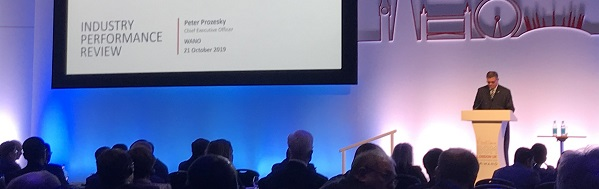 INDUSTRY
PERFORMANCE
REVIEW
Peter Prozesky
Chief Executive Officer
WANO
21 October 2019